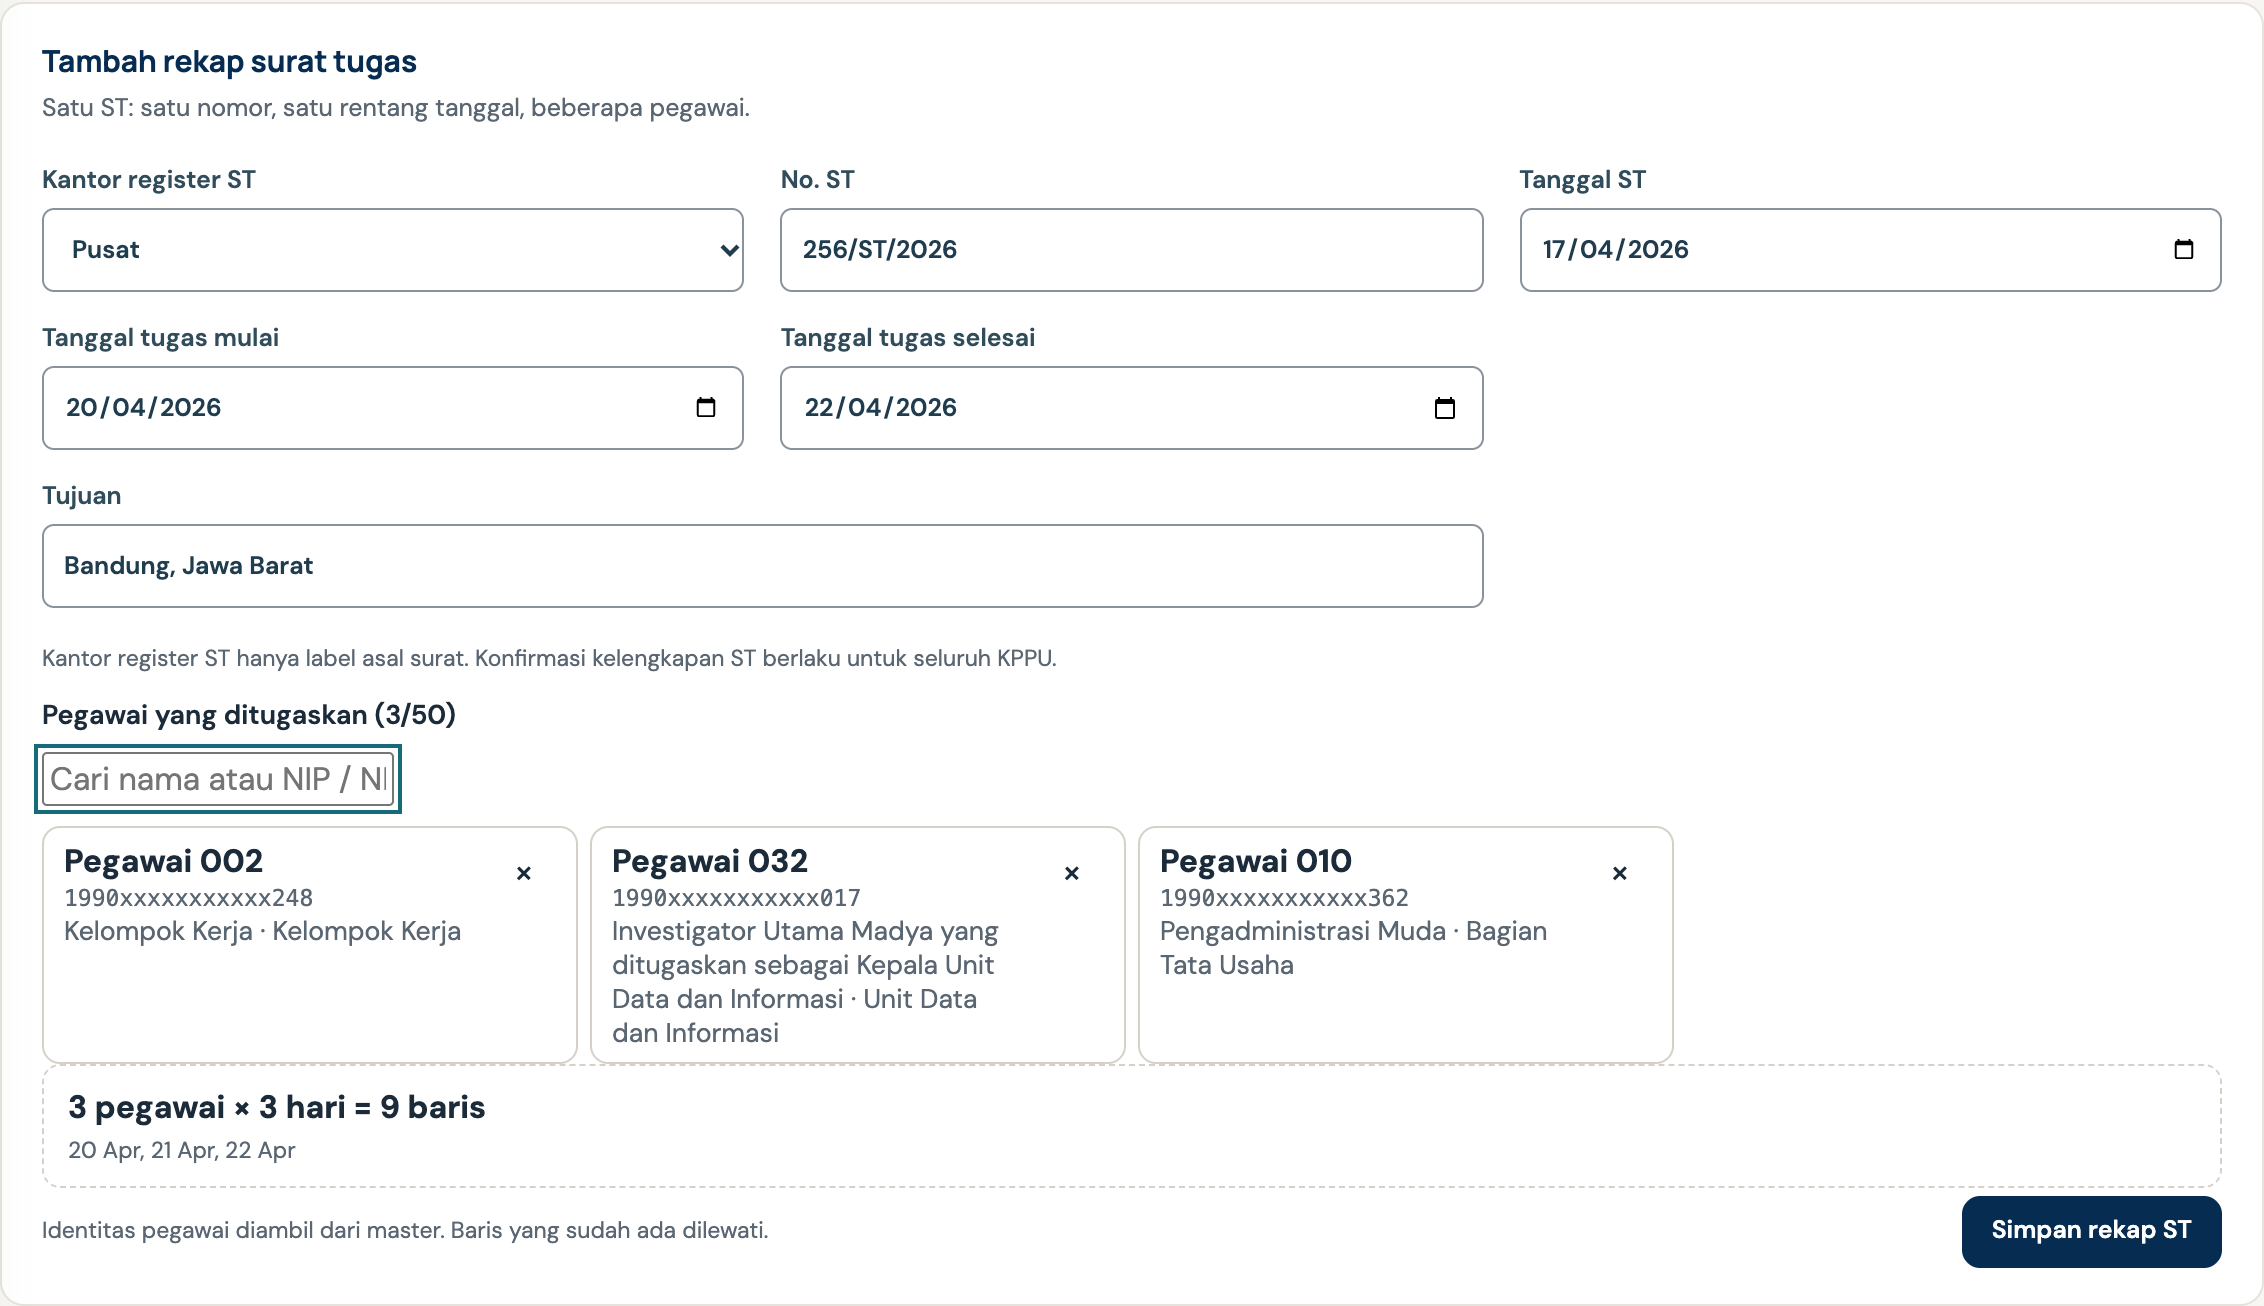 Tambah rekap surat tugas
Satu ST: satu nomor, satu rentang tanggal, beberapa pegawai.
Kantor register ST
No. ST
Tanggal ST
Pusat
256/ST/2026
17/04/2026
Tanggal tugas mulai
Tanggal tugas selesai
20/04/2026
22/04/2026
Tujuan
Bandung, Jawa Barat
Kantor register ST hanya label asal surat. Konfirmasi kelengkapan ST berlaku untuk seluruh KPPU.
Pegawai yang ditugaskan (3/50)
Cari nama atau NIP / NI
Pegawai 002
1990xxxxxxxxxxx248
Kelompok Kerja · Kelompok Kerja
×
Pegawai 032
1990xxxxxxxxxxx017
Investigator Utama Madya yang
ditugaskan sebagai Kepala Unit
Data dan Informasi · Unit Data
dan Informasi
×
Pegawai 010
1990xxxxxxxxxxx362
Pengadministrasi Muda · Bagian
Tata Usaha
×
3 pegawai × 3 hari = 9 baris
20 Apr, 21 Apr, 22 Apr
Identitas pegawai diambil dari master. Baris yang sudah ada dilewati.
Simpan rekap ST